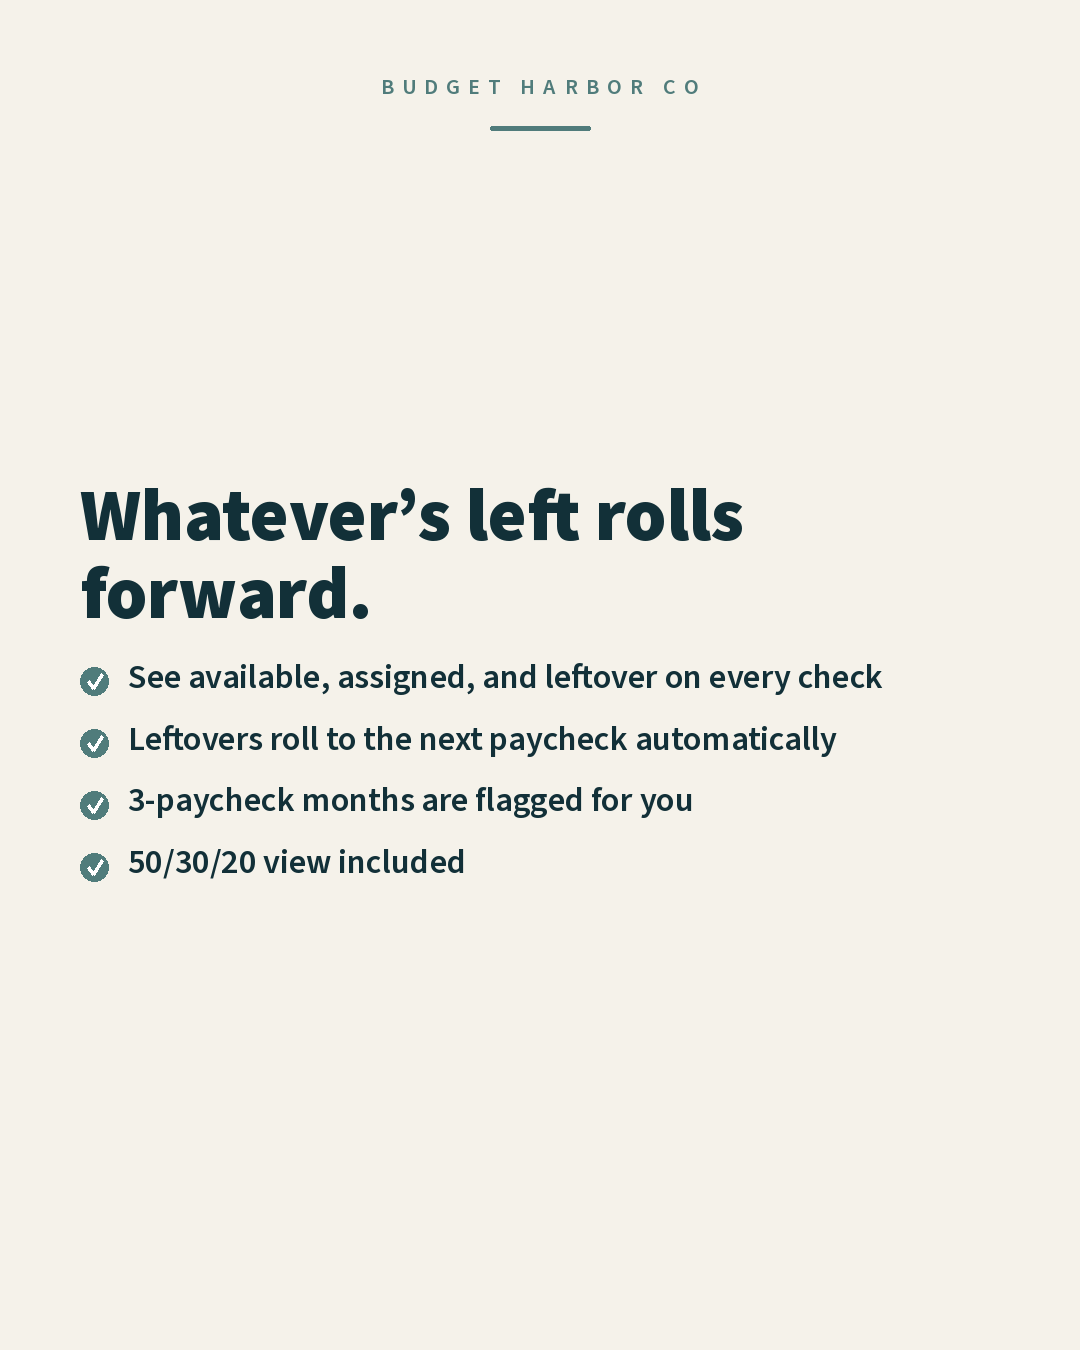 BUDGET HARBOR CO
Whatever’s left rolls
forward.
See available, assigned, and leftover on every check
Leftovers roll to the next paycheck automatically
3-paycheck months are flagged for you
50/30/20 view included